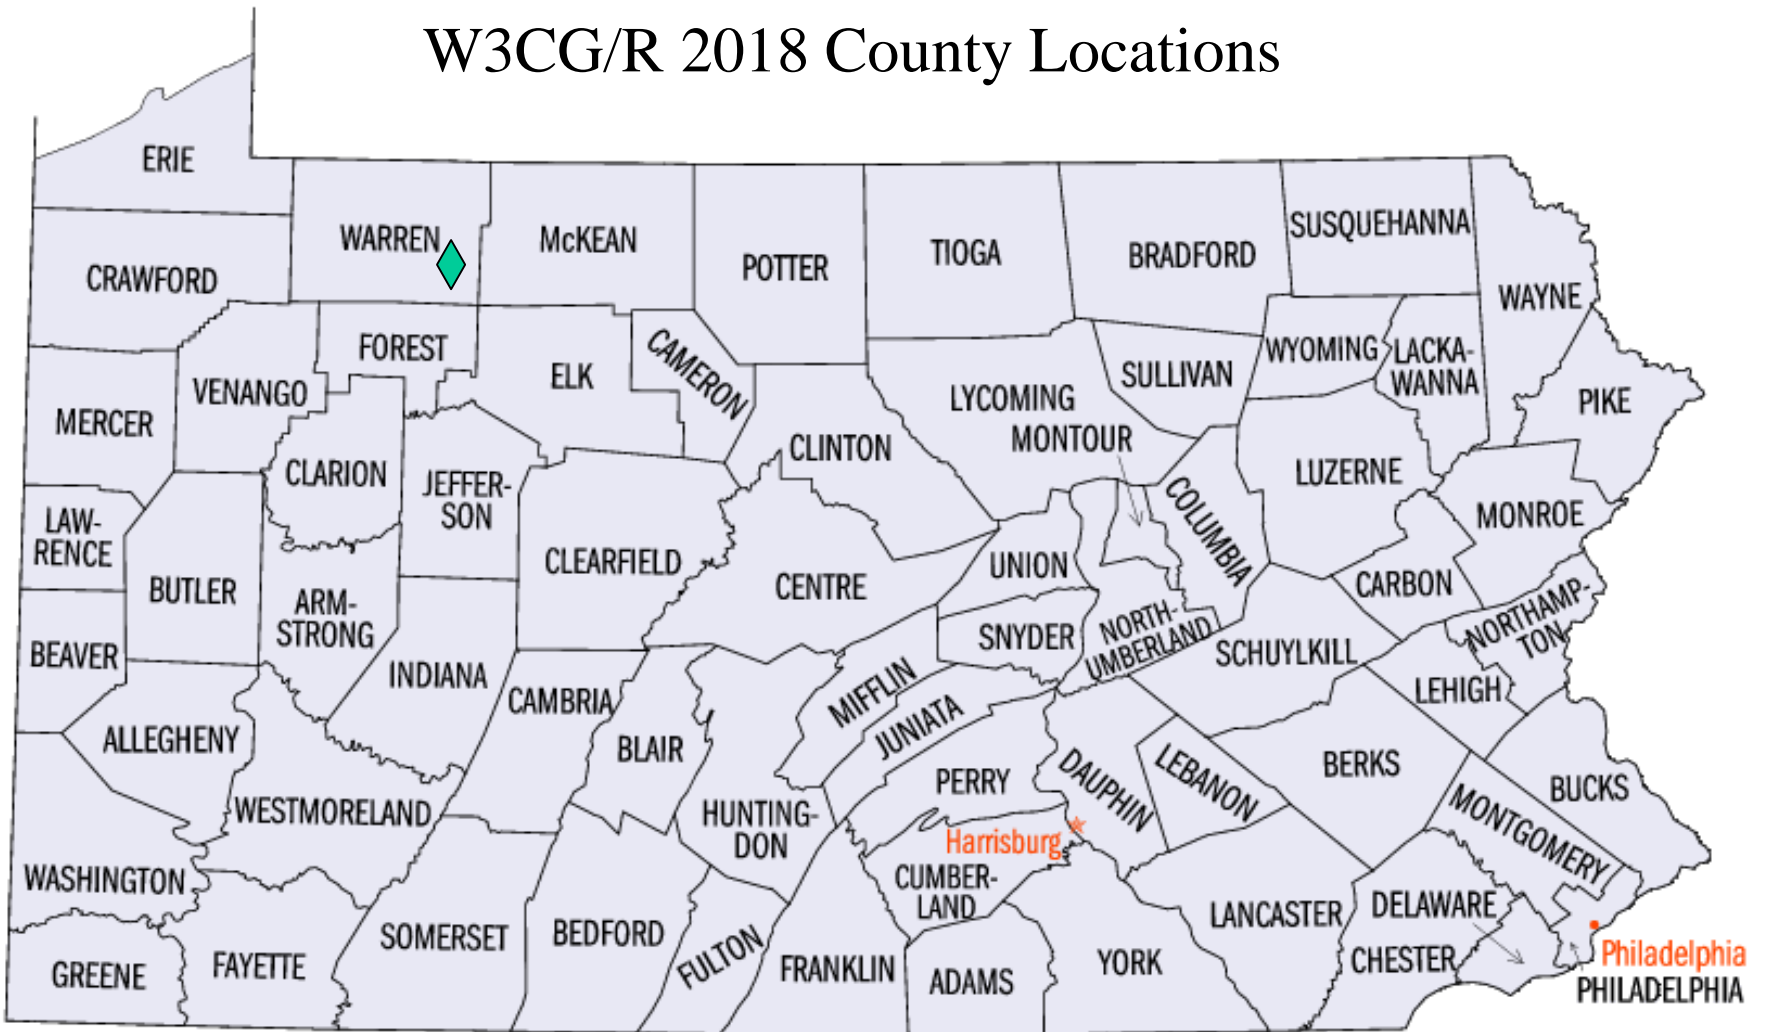 W3CG/R 2018 County Locations
ERIE
WARREN
McKEAN
POTTER
TIOGA
BRADFORD
SUSQUEHANNA
WAYNE
CRAWFORD
FOREST
ELK
CAMERON
WYOMING
LACKA-
WANNA
PIKE
VENANGO
MERCER
LYCOMING
SULLIVAN
MONTOUR
CLINTON
CLARION
JEFFER-
SON
LUZERNE
COLUMBIA
MONROE
LAW-
RENCE
BUTLER
ARM-
STRONG
CLEARFIELD
CENTRE
UNION
CARBON
NORTHAMP-
TON
BEAVER
INDIANA
SNYDER
NORTH-
UMBERLAND
SCHUYLKILL
LEHIGH
CAMBRIA
MIFFLIN
JUNIATA
ALLEGHENY
BLAIR
PERRY
DAUPHIN
LEBANON
BERKS
BUCKS
WESTMORELAND
HUNTING-
DON
Harrisburg
MONTGOMERY
WASHINGTON
CUMBER-
LAND
LANCASTER
DELAWARE
SOMERSET
BEDFORD
FULTON
FRANKLIN
ADAMS
YORK
CHESTER
Philadelphia
PHILADELPHIA
GREENE
FAYETTE